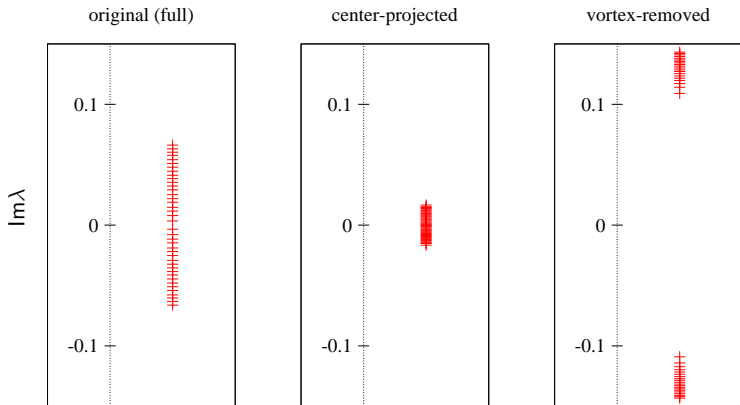 original (full) center-projected vortex-removed
0.1 0.1 0.1
Imλ 0 0 0
-0.1 -0.1 -0.1